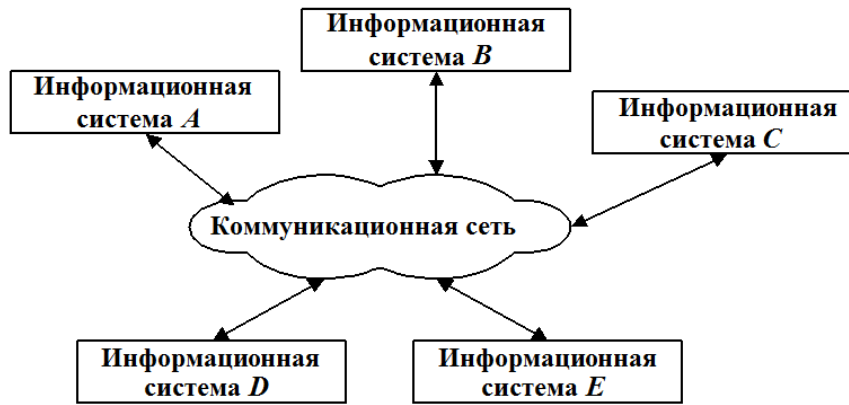 Информационная
система B
Информационная
система A
Информационная
система C
Коммуникационная сеть
Информационная
система D
Информационная
система E